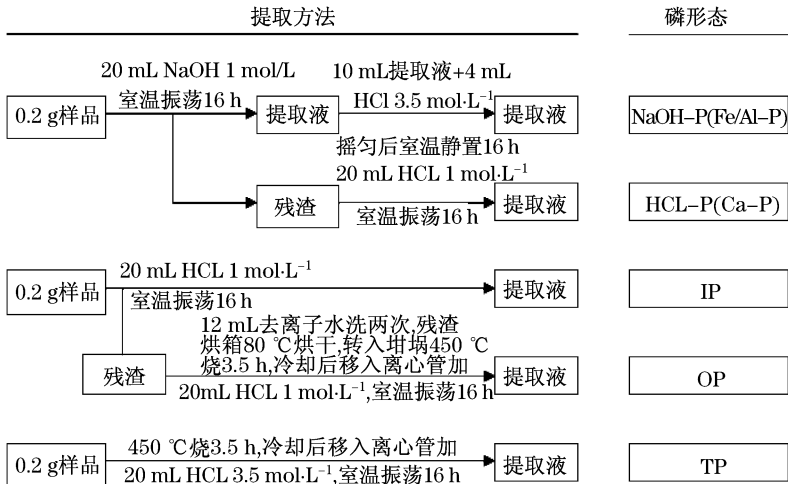 提取方法
磷形态
20 mL NaOH 1 mol/L
室温振荡16 h
10 mL提取液+4 mL
HCl 3.5 mol·L⁻¹
摇匀后室温静置16 h
0.2 g样品
提取液
提取液
NaOH–P(Fe/Al–P)
20 mL HCL 1 mol·L⁻¹
室温振荡16 h
残渣
提取液
HCL–P(Ca–P)
0.2 g样品
20 mL HCL 1 mol·L⁻¹
室温振荡16 h
提取液
IP
12 mL去离子水洗两次,残渣
烘箱80 ℃烘干,转入坩埚450 ℃
烧3.5 h,冷却后移入离心管加
20mL HCL 1 mol·L⁻¹,室温振荡16 h
残渣
提取液
OP
0.2 g样品
450 ℃烧3.5 h,冷却后移入离心管加
20 mL HCL 3.5 mol·L⁻¹,室温振荡16 h
提取液
TP